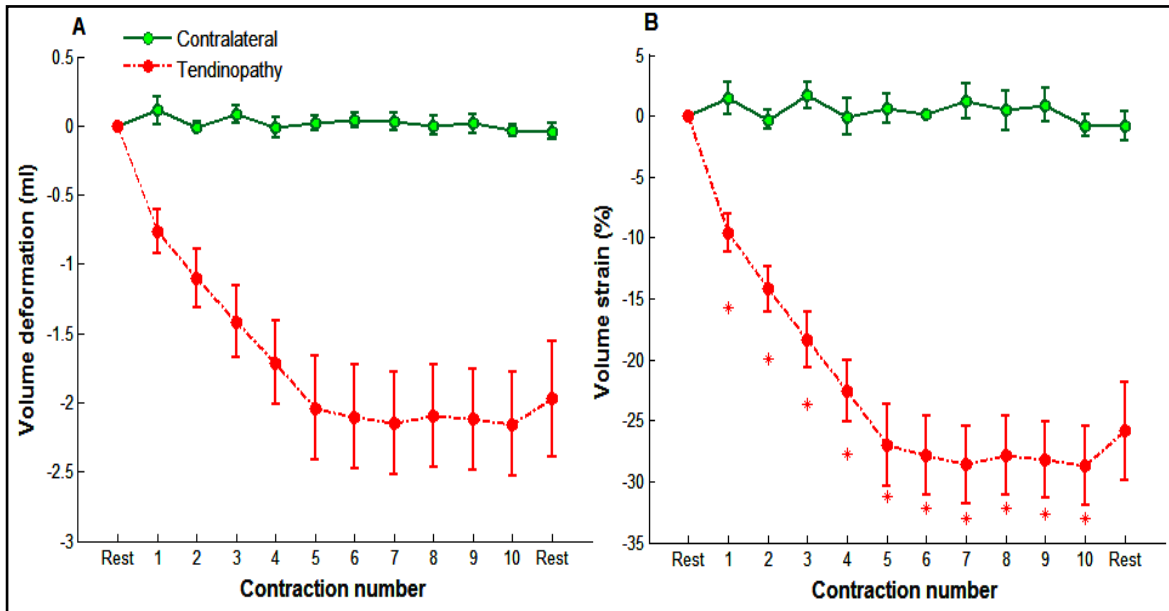 A
Contralateral
Tendinopathy
0.5
0
-0.5
-1
-1.5
-2
-2.5
-3
Volume deformation (ml)
Rest 1 2 3 4 5 6 7 8 9 10 Rest
Contraction number
B
5
0
-5
-10
-15
-20
-25
-30
-35
Volume strain (%)
* * * * * * * * * *
Rest 1 2 3 4 5 6 7 8 9 10 Rest
Contraction number